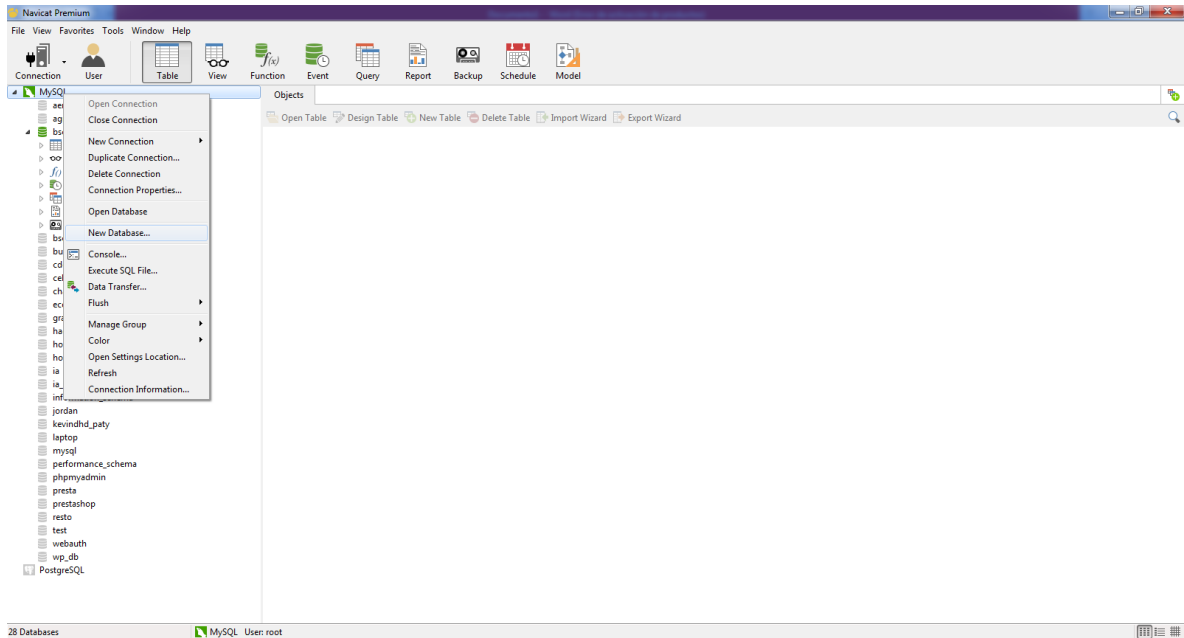 Navicat Premium
File View Favorites Tools Window Help
Connection User Table View Function Event Query Report Backup Schedule Model
MySQL
Objects
Open Table Design Table New Table Delete Table Import Wizard Export Wizard
Open Connection
Close Connection
New Connection
Duplicate Connection...
Delete Connection
Connection Properties...
Open Database
New Database...
Console...
Execute SQL File...
Data Transfer...
Flush
Manage Group
Color
Open Settings Location...
Refresh
Connection Information...
ia
jordan
kevindhd_paty
laptop
mysql
performance_schema
phpmyadmin
presta
prestashop
resto
test
webauth
wp_db
PostgreSQL
28 Databases MySQL User: root